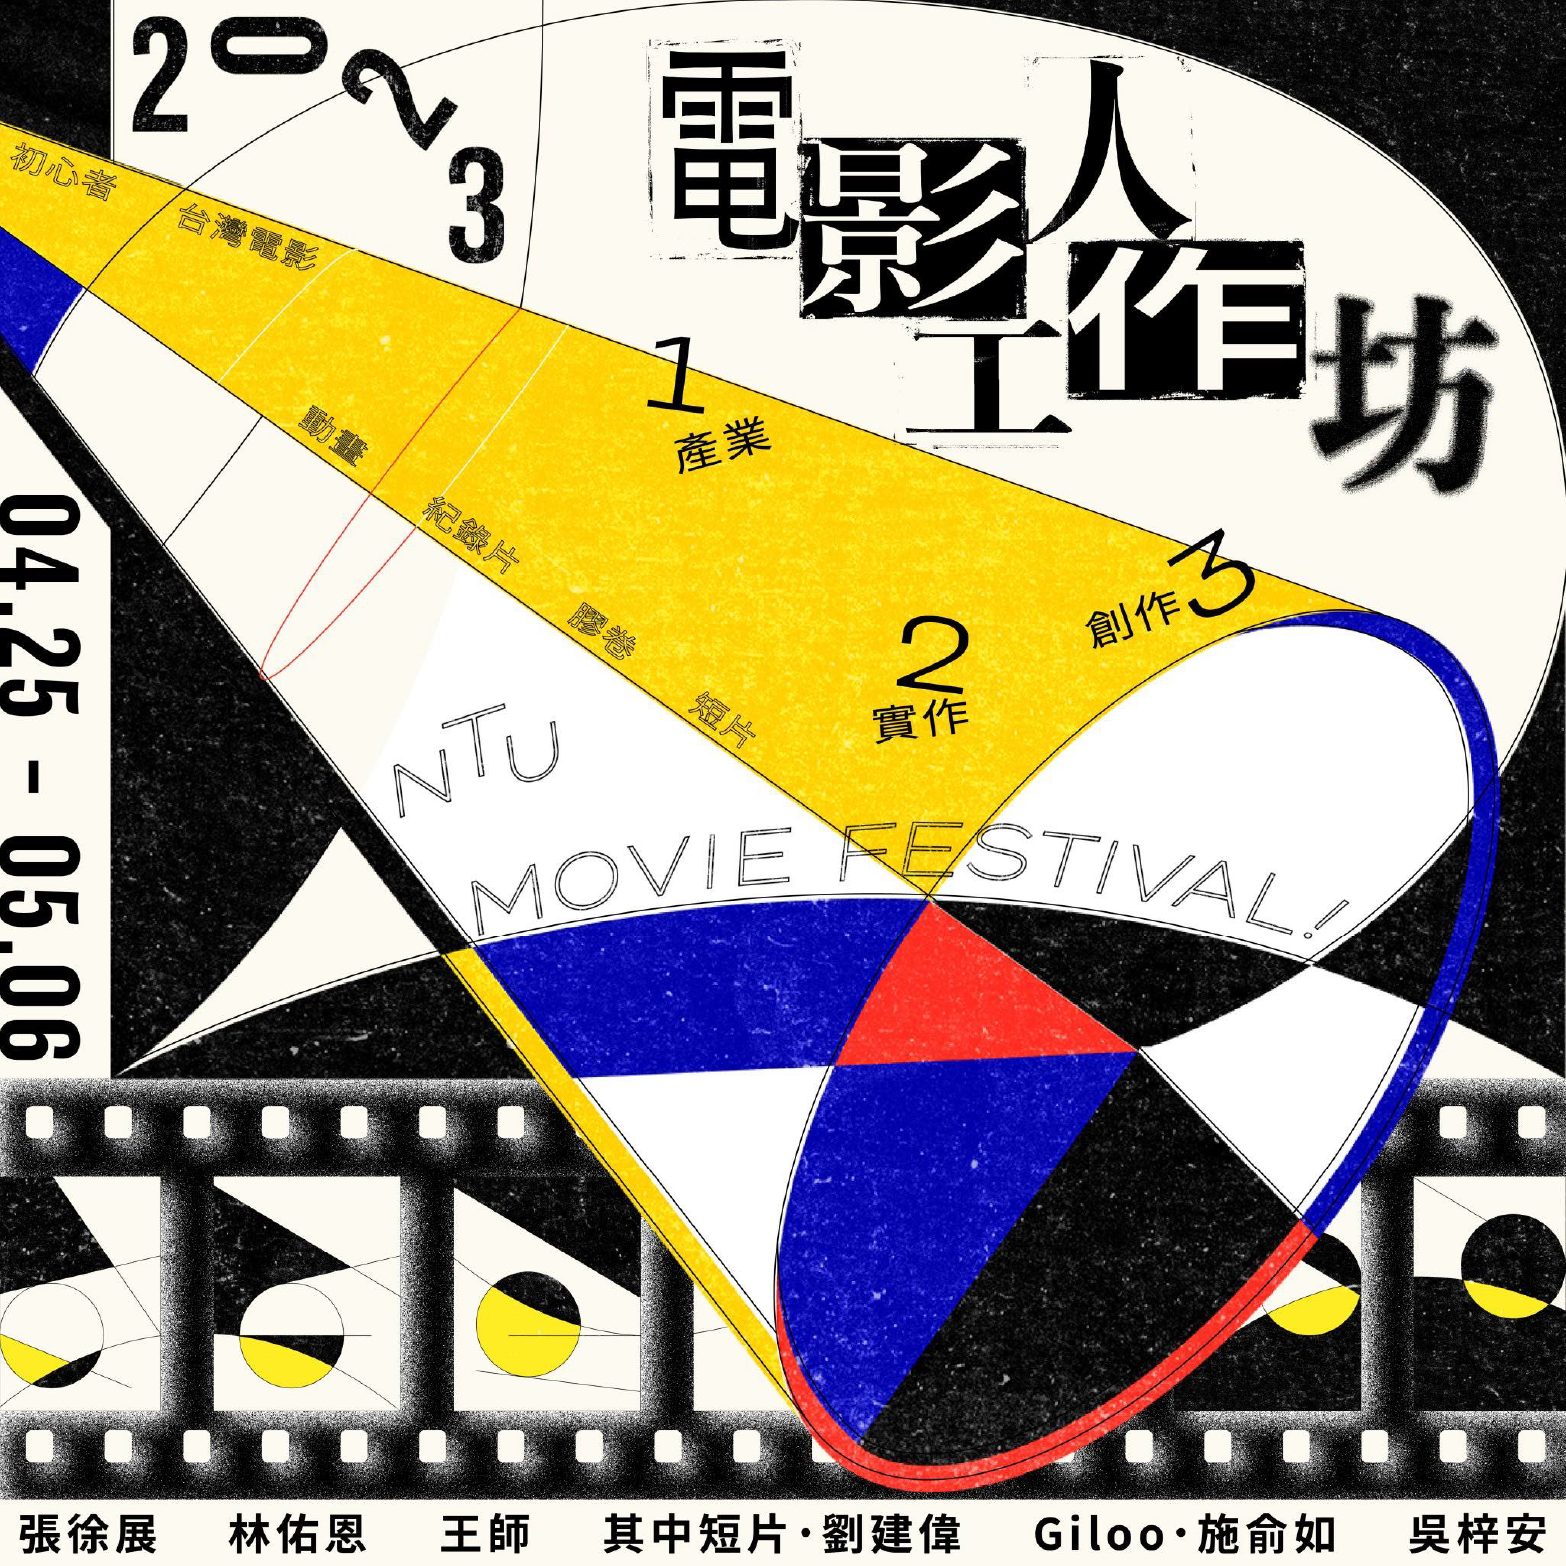 2023
電影人工作坊
初心者
台灣電影
動畫
紀錄片
膠卷
短片
1
產業
2
實作
3
創作
NTU
MOVIE FESTIVAL!
04.25 - 05.06
張徐展 林佑恩 王師 其中短片·劉建偉 Giloo·施俞如 吳梓安